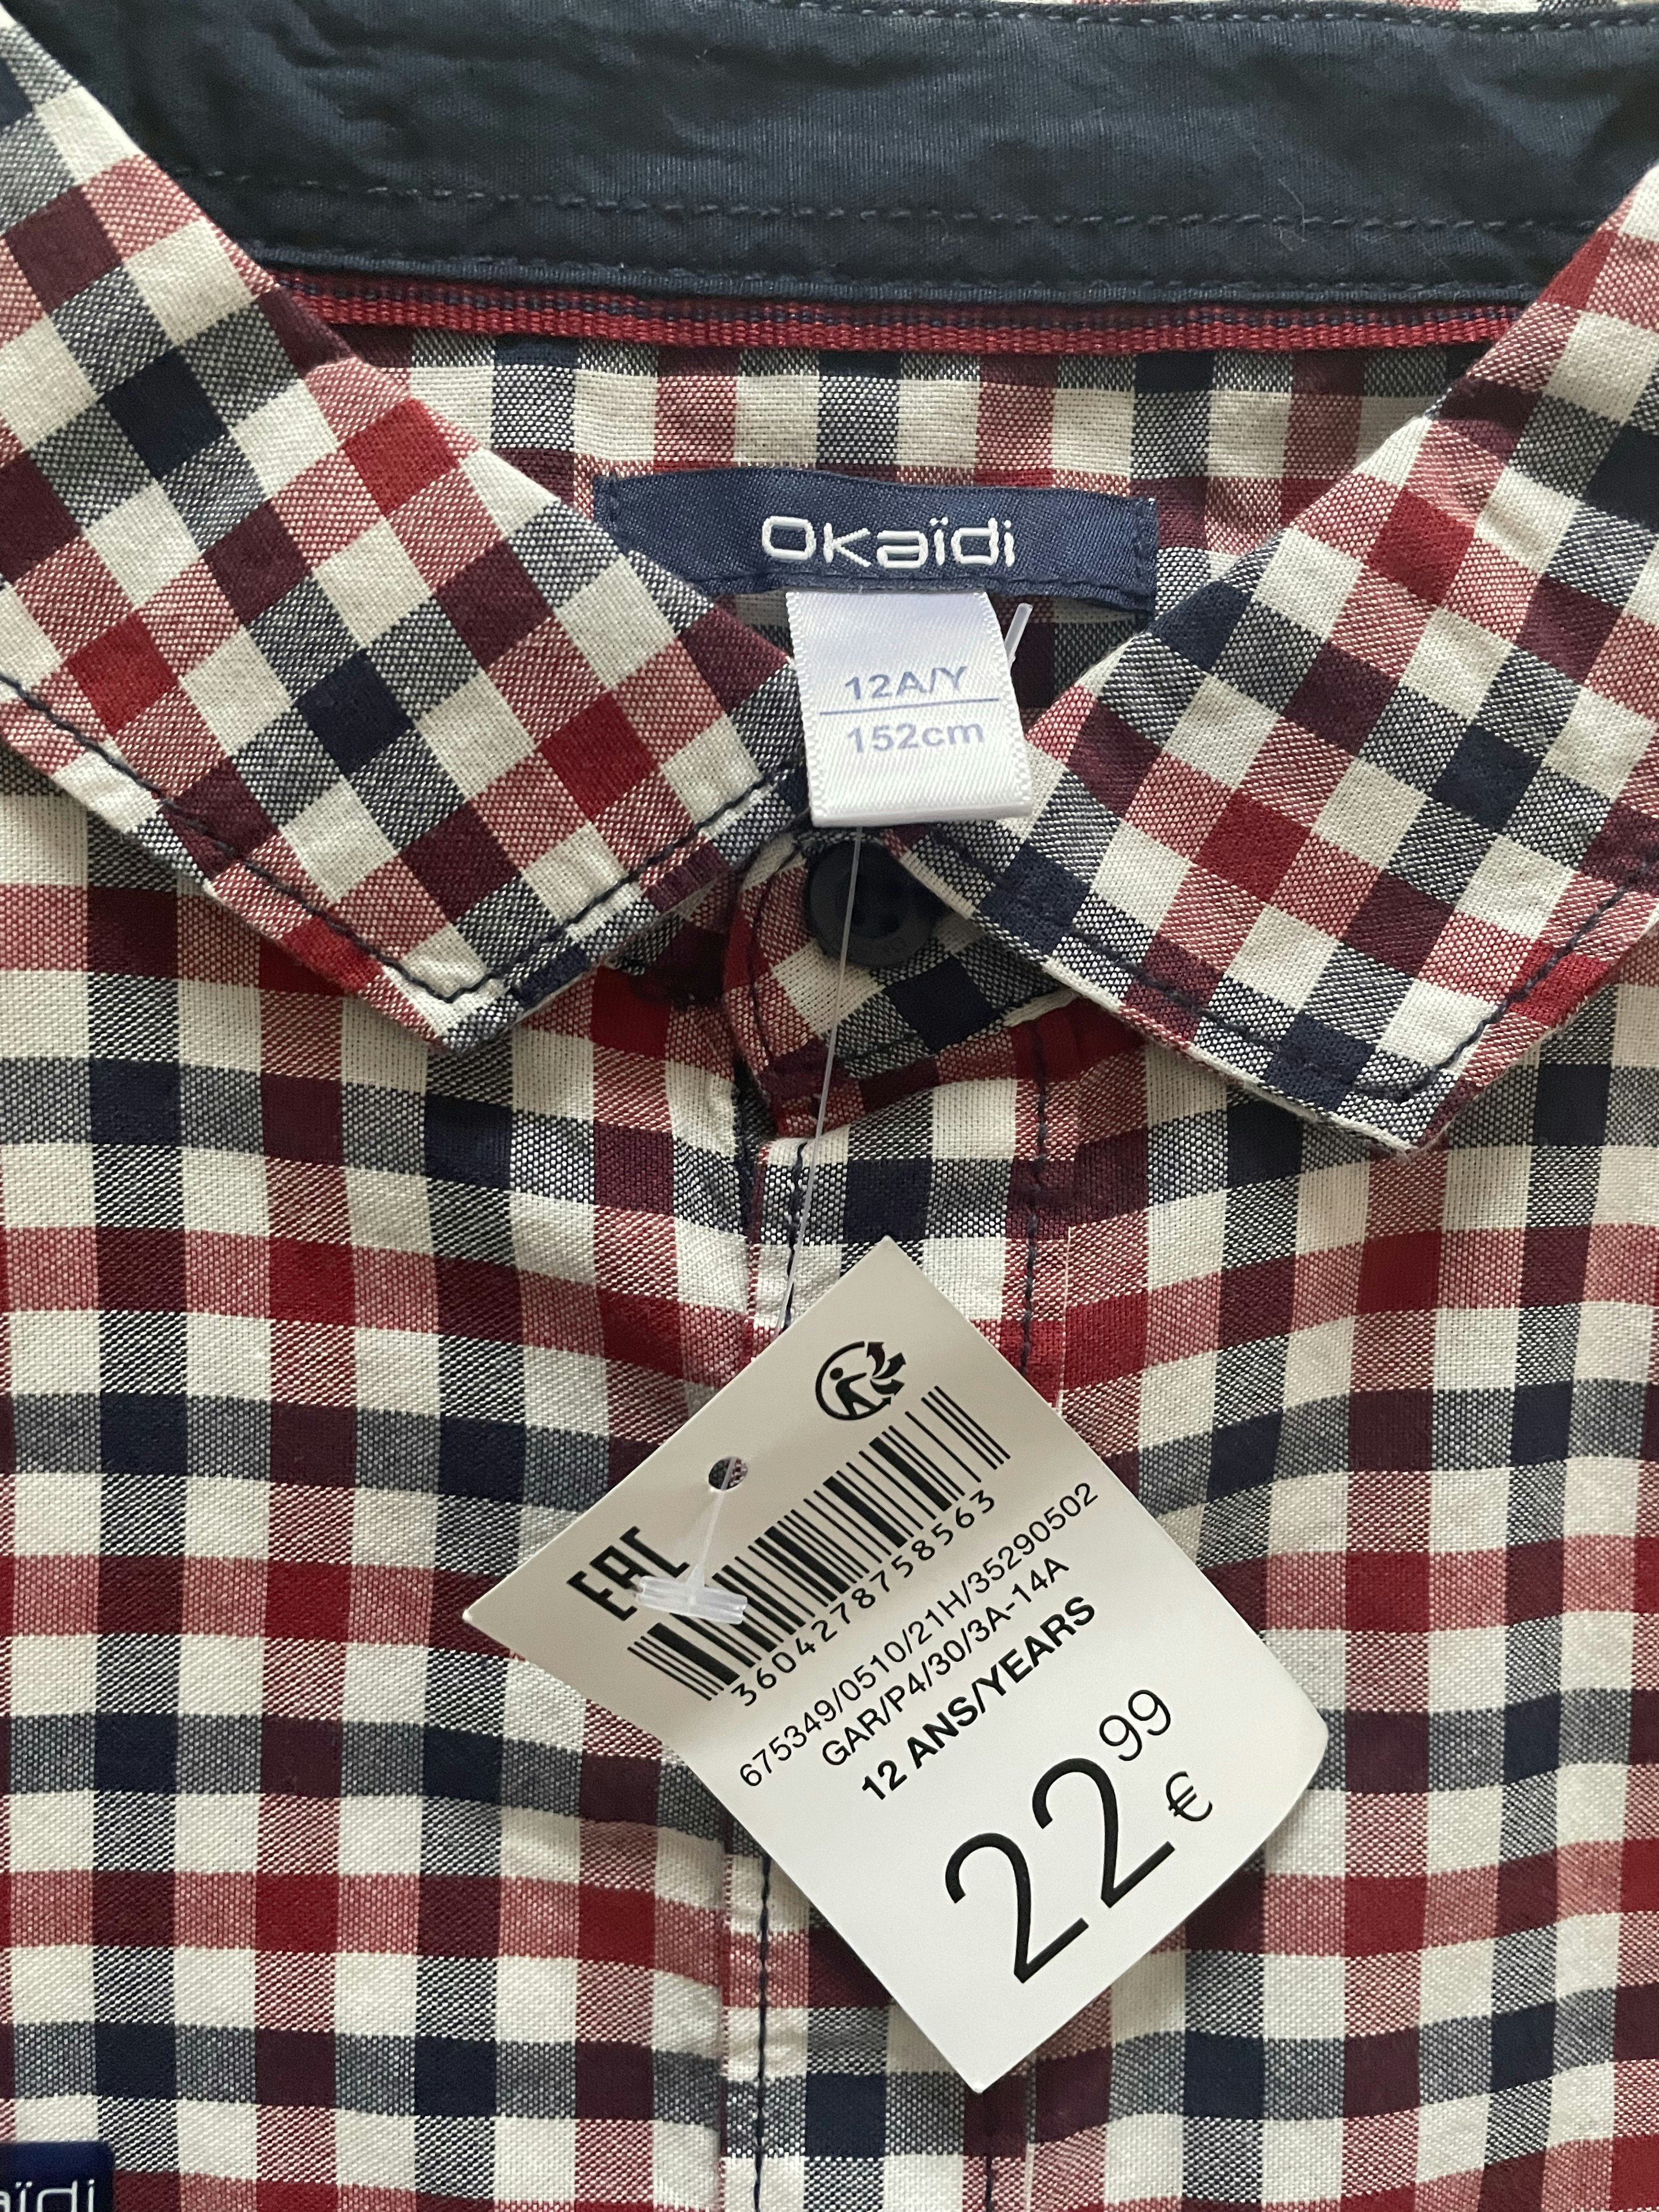 Okaïdi
12A/Y
152cm
EAC
3604278758563
675349/0510/21H/35290502
GAR/P4/30/3A-14A
12 ANS/YEARS
22 99
€
aïdi